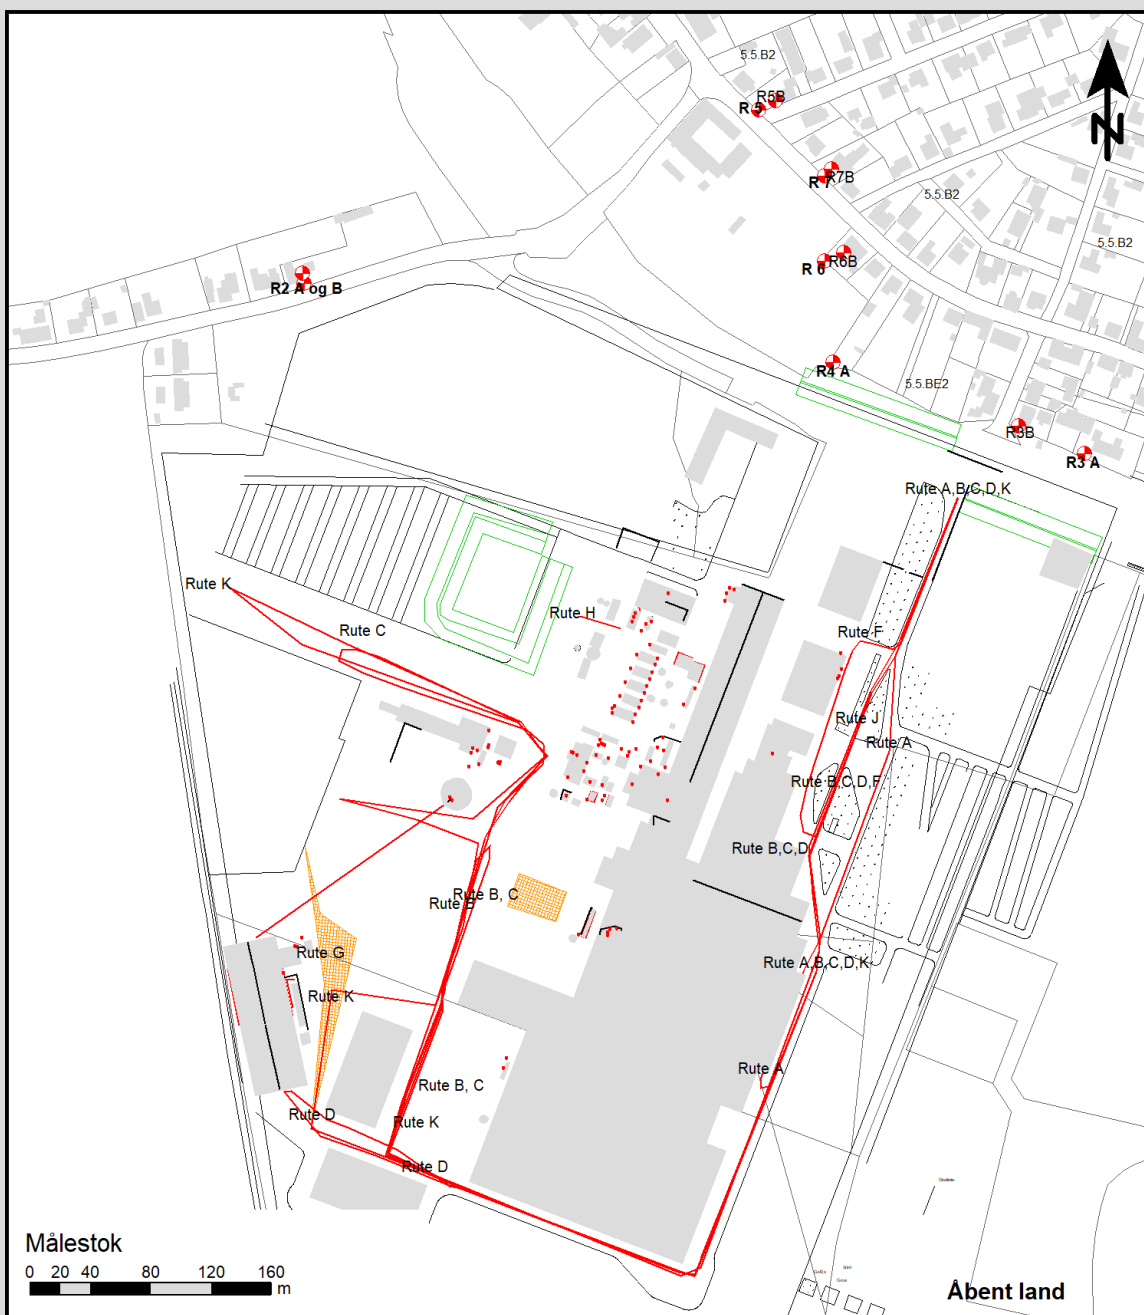 5.5.B2
R5B
R 5
R7B
R 7
5.5.B2
N
5.5.B2
R6B
R 6
R2 A og B
R4 A
5.5.BE2
R3B
R3 A
Rute A,B,C,D,K
Rute K
Rute H
Rute C
Rute F
Rute J
Rute A
Rute B,C,D,F
Rute B,C,D
Rute B, C
Rute B
Rute G
Rute A,B,C,D,K
Rute K
Rute A
Rute B, C
Rute D
Rute K
Rute D
Målestok
0 20 40 80 120 160
m
Åbent land